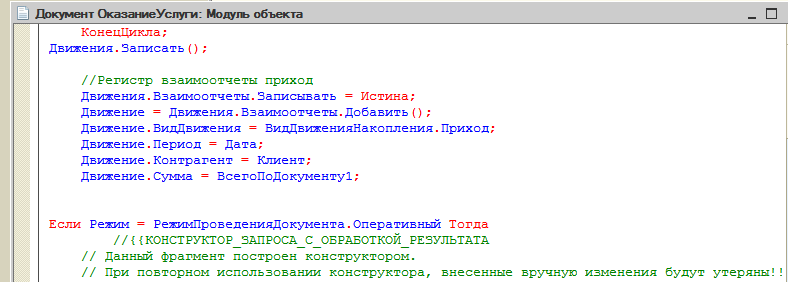 Документ ОказаниеУслуги: Модуль объекта
КонецЦикла;
Движения.Записать();
//Регистр взаимоотчеты приход
Движения.Взаимоотчеты.Записывать = Истина;
Движение = Движения.Взаимоотчеты.Добавить();
Движение.ВидДвижения = ВидДвиженияНакопления.Приход;
Движение.Период = Дата;
Движение.Контрагент = Клиент;
Движение.Сумма = ВсегоПоДокументу1;
Если Режим = РежимПроведенияДокумента.Оперативный Тогда
//{{КОНСТРУКТОР_ЗАПРОСА_С_ОБРАБОТКОЙ_РЕЗУЛЬТАТА
// Данный фрагмент построен конструктором.
// При повторном использовании конструктора, внесенные вручную изменения будут утеряны!!